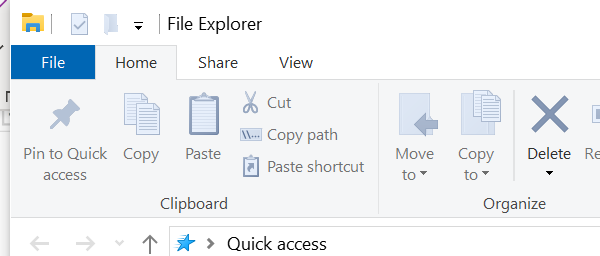 File Explorer
File Home Share View
Pin to Quick access
Copy
Paste
Cut
Copy path
Paste shortcut
Move to
Copy to
Delete
Clipboard
Organize
Quick access